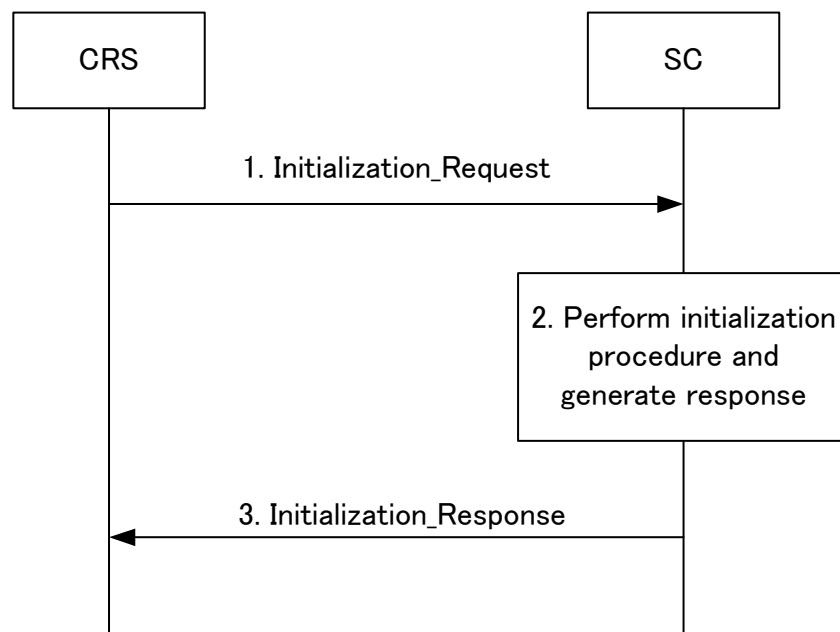 CRS
SC
1. Initialization_Request
2. Perform initialization
procedure and
generate response
3. Initialization_Response